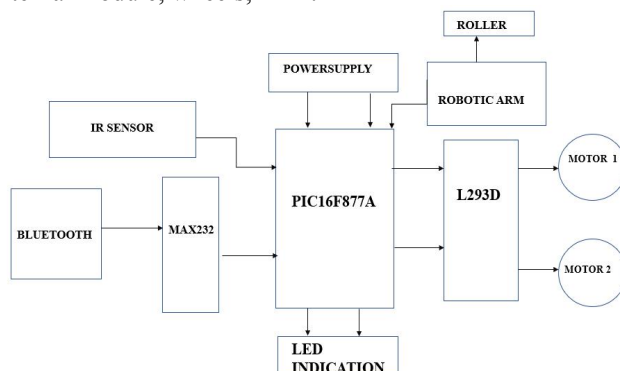 ROLLER
POWERSUPPLY
ROBOTIC ARM
IR SENSOR
PIC16F877A
L293D
MOTOR 1
BLUETOOTH
MAX232
MOTOR 2
LED
INDICATION